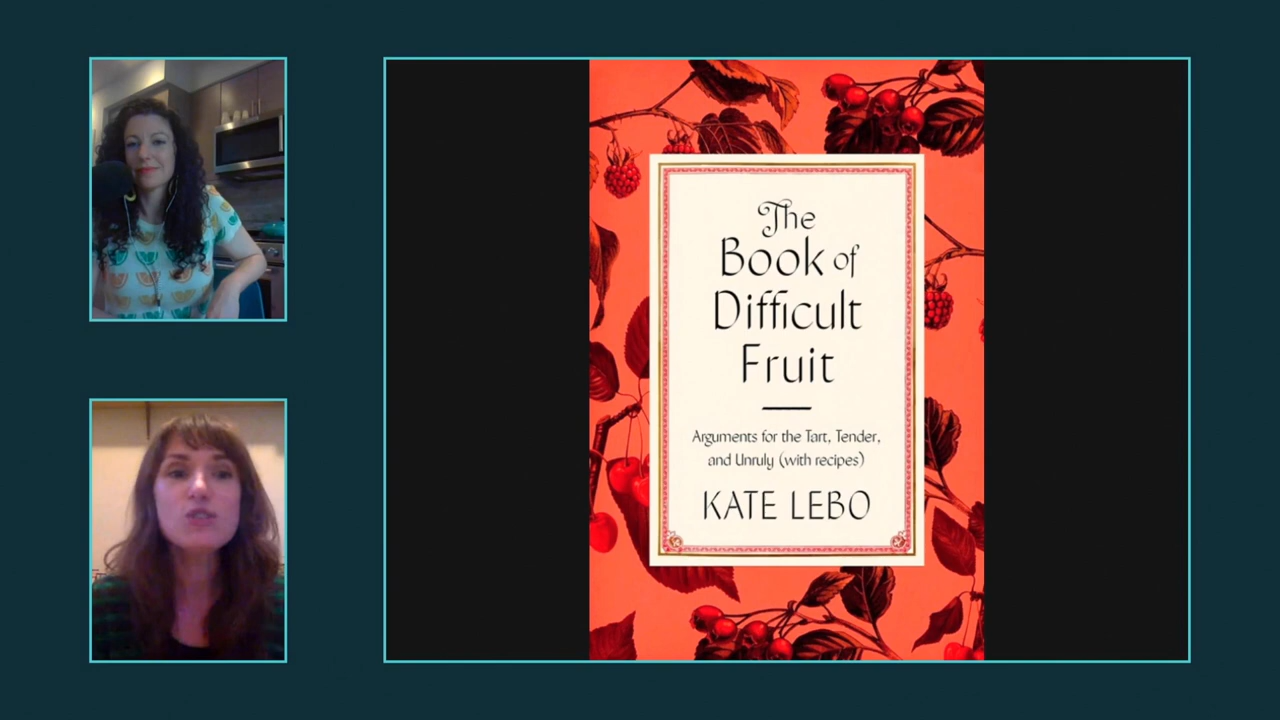 The
Book of
Difficult
Fruit
Arguments for the Tart, Tender,
and Unruly (with recipes)
KATE LEBO